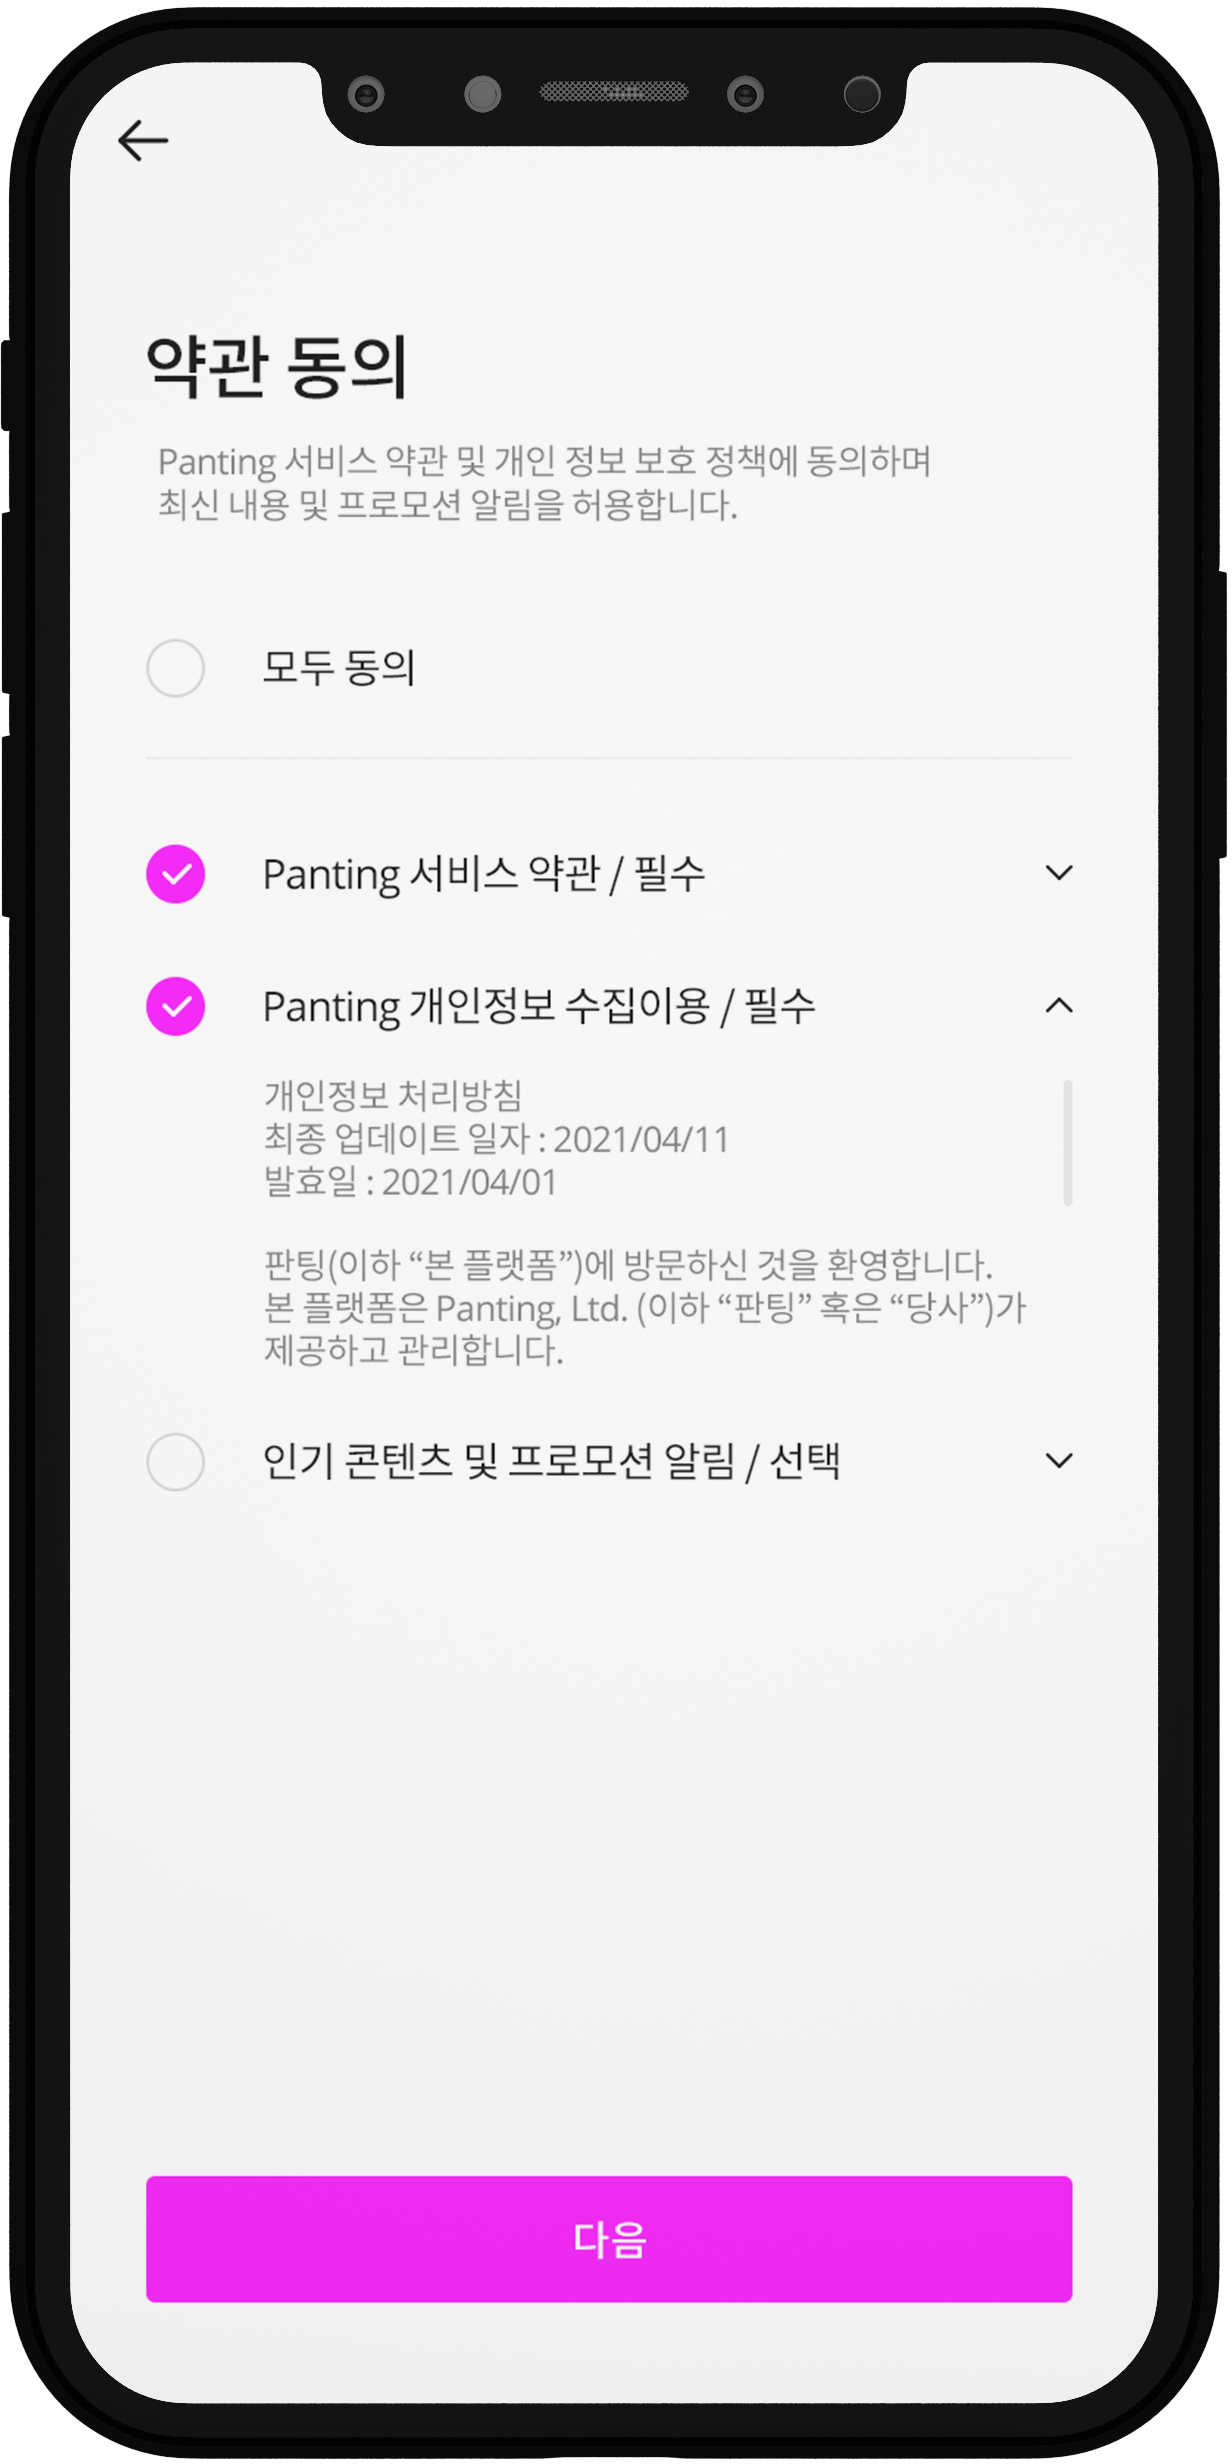 약관 동의
Panting 서비스 약관 및 개인 정보 보호 정책에 동의하며
최신 내용 및 프로모션 알림을 허용합니다.
모두 동의
Panting 서비스 약관 / 필수
Panting 개인정보 수집이용 / 필수
개인정보 처리방침
최종 업데이트 일자 : 2021/04/11
발효일 : 2021/04/01
판팅(이하 “본 플랫폼”)에 방문하신 것을 환영합니다.
본 플랫폼은 Panting, Ltd. (이하 “판팅” 혹은 “당사”)가
제공하고 관리합니다.
인기 콘텐츠 및 프로모션 알림 / 선택
다음